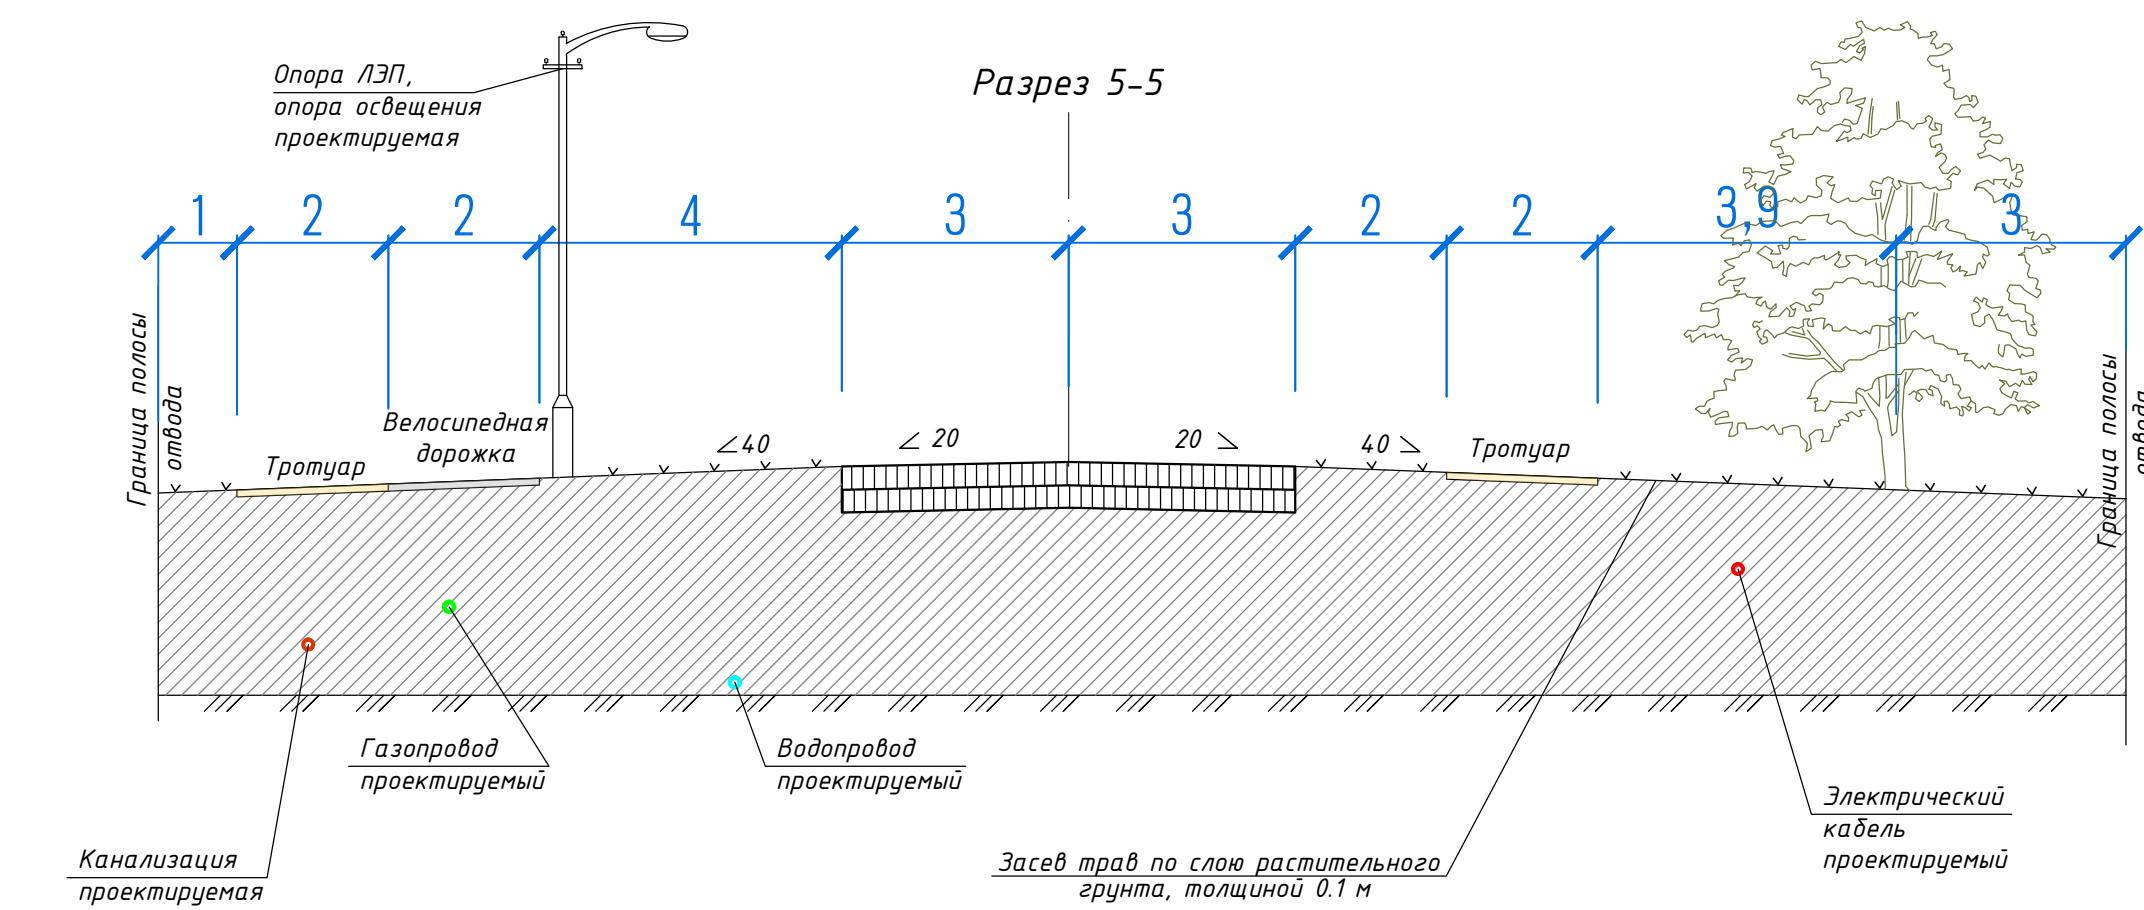 Опора ЛЭП,
опора освещения
проектируемая
Разрез 5-5
1 2 2 4 3 3 2 2 3,9 3
Граница полосы
отвода
Тротуар
Велосипедная
дорожка
40
20
20
40
Тротуар
Граница полосы
отвода
Газопровод
проектируемый
Водопровод
проектируемый
Электрический
кабель
проектируемый
Канализация
проектируемая
Засев трав по слою растительного
грунта, толщиной 0.1 м